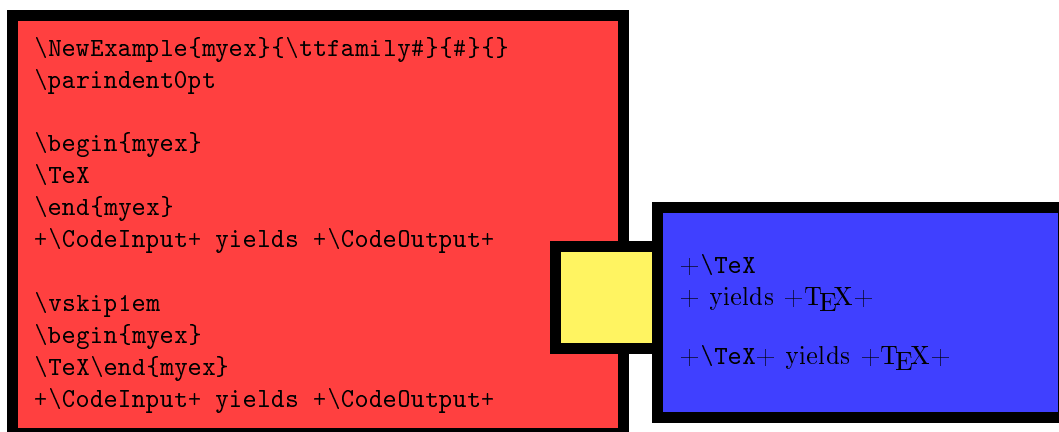 \NewExample{myex}{\ttfamily#}{#}{}
\parindent0pt
\begin{myex}
\TeX
\end{myex}
+\CodeInput+ yields +\CodeOutput+
\vskip1em
\begin{myex}
\TeX\end{myex}
+\CodeInput+ yields +\CodeOutput+
+\TeX
+ yields +TEX+
+\TeX+ yields +TEX+